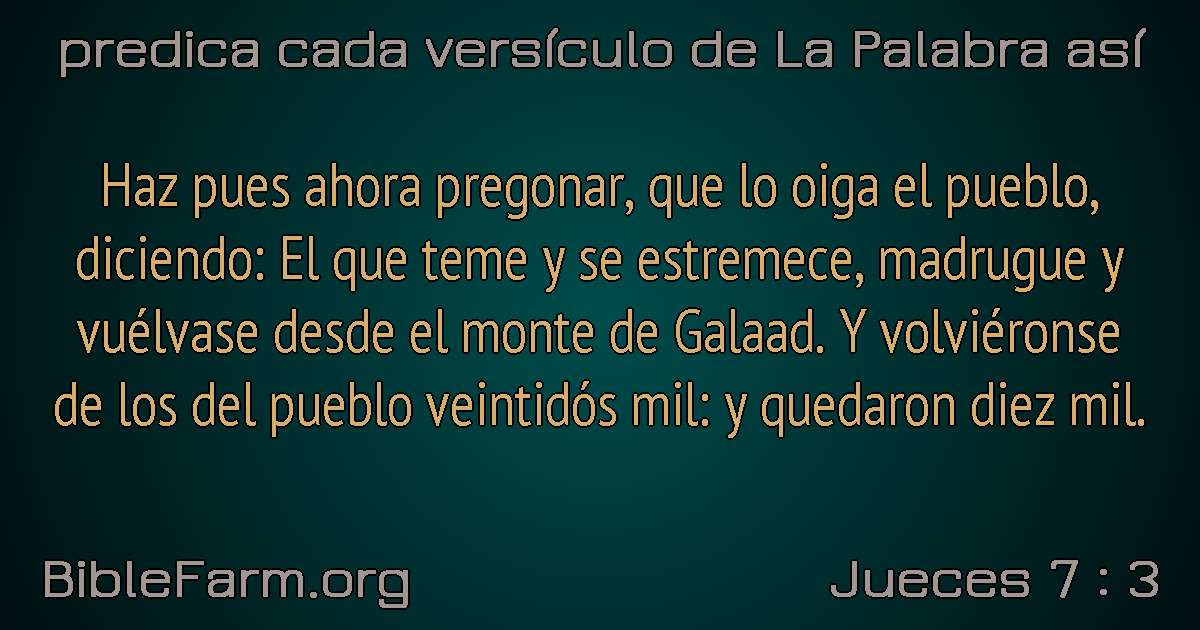 predica cada versículo de La Palabra así
Haz pues ahora pregonar, que lo oiga el pueblo,
diciendo: El que teme y se estremece, madrugue y
vuélvase desde el monte de Galaad. Y volviéronse
de los del pueblo veintidós mil: y quedaron diez mil.
BibleFarm.org
Jueces 7 : 3